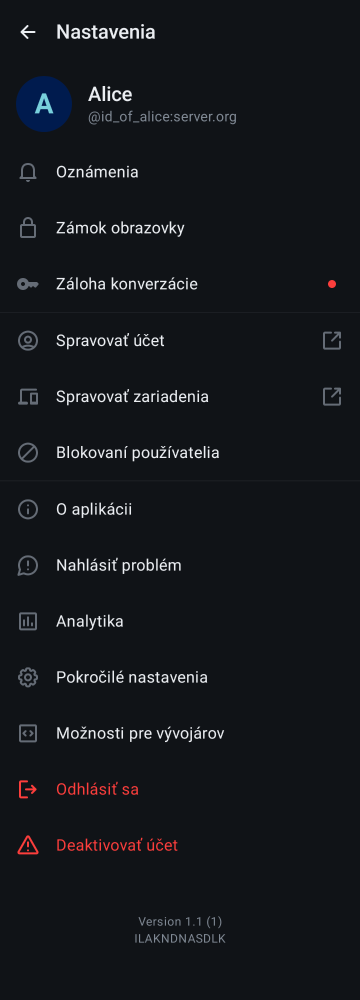 Nastavenia
A
Alice
@id_of_alice:server.org
Oznámenia
Zámok obrazovky
Záloha konverzácie
Spravovať účet
Spravovať zariadenia
Blokovaní používatelia
O aplikácii
Nahlásiť problém
Analytika
Pokročilé nastavenia
Možnosti pre vývojárov
Odhlásiť sa
Deaktivovať účet
Version 1.1 (1)
ILAKNDNASDLK